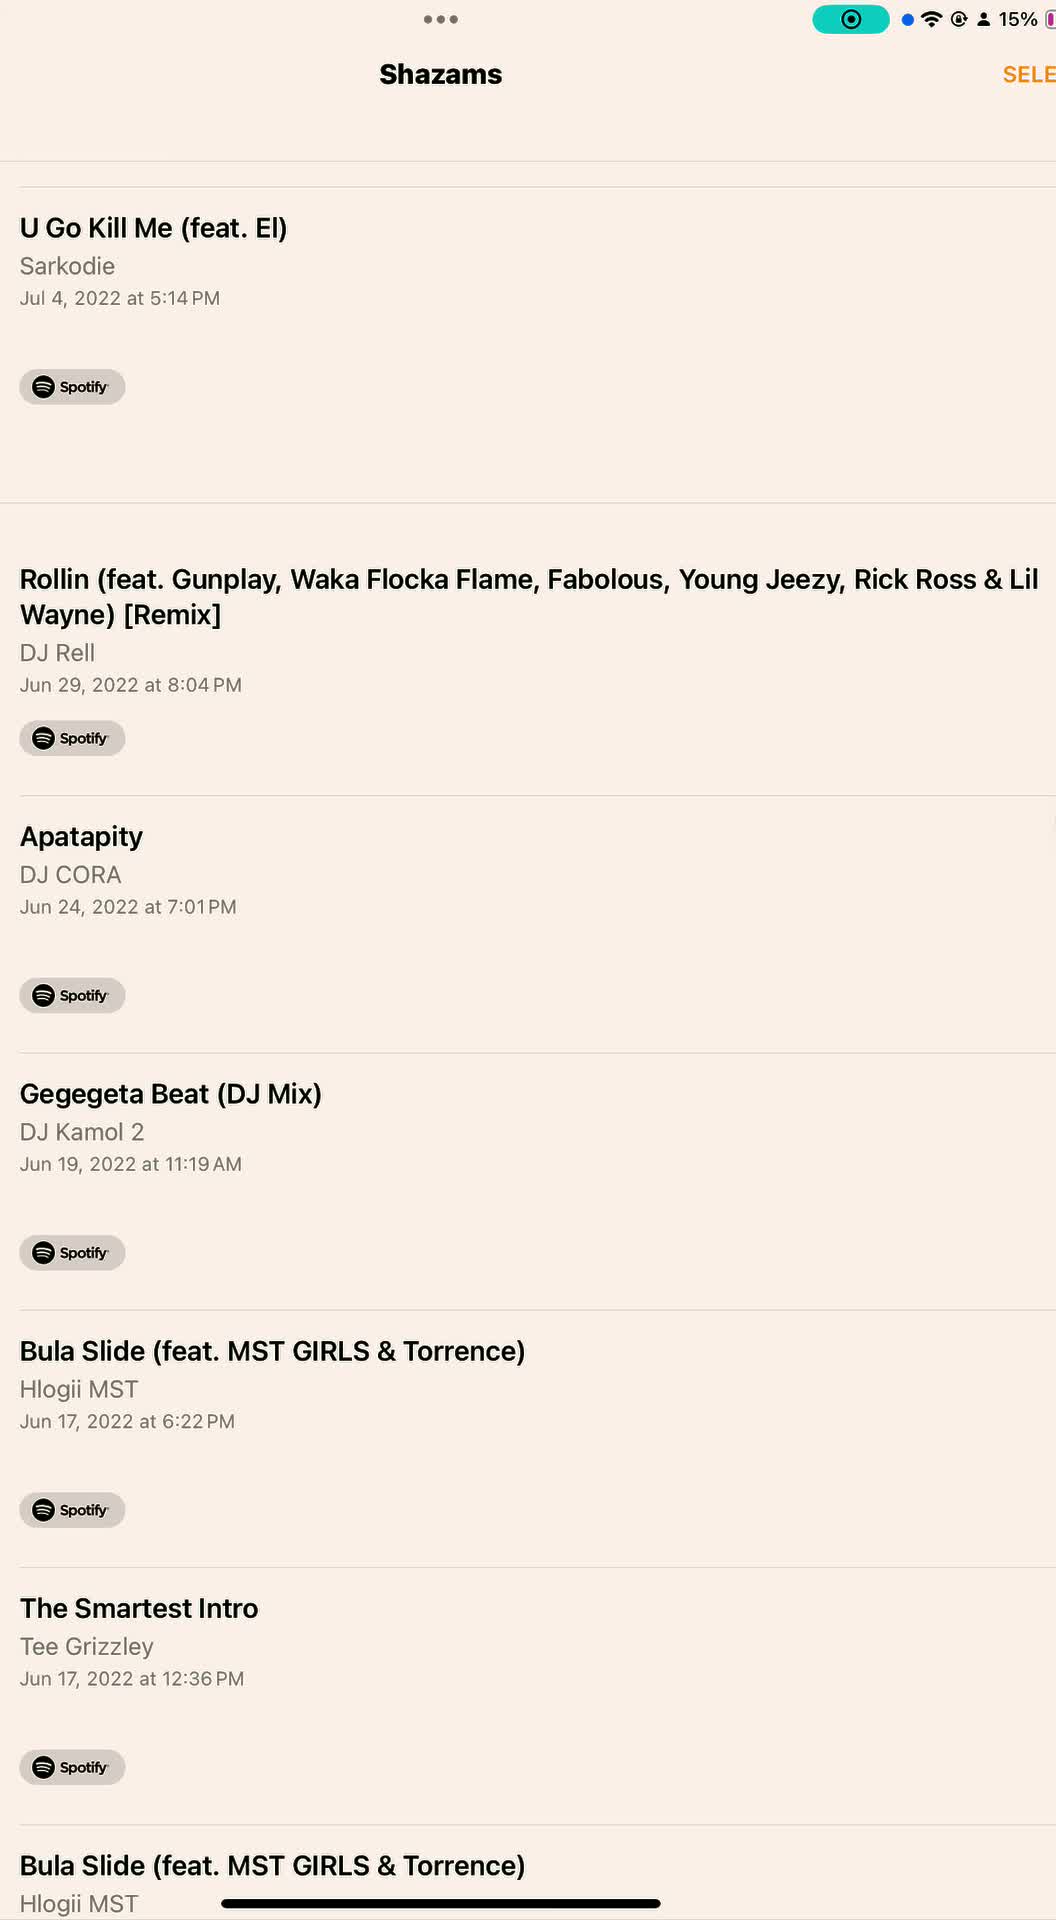 15%
Shazams
SELE
U Go Kill Me (feat. El)
Sarkodie
Jul 4, 2022 at 5:14 PM
Spotify
Rollin (feat. Gunplay, Waka Flocka Flame, Fabolous, Young Jeezy, Rick Ross & Lil
Wayne) [Remix]
DJ Rell
Jun 29, 2022 at 8:04 PM
Spotify
Apatapity
DJ CORA
Jun 24, 2022 at 7:01 PM
Spotify
Gegegeta Beat (DJ Mix)
DJ Kamol 2
Jun 19, 2022 at 11:19 AM
Spotify
Bula Slide (feat. MST GIRLS & Torrence)
Hlogii MST
Jun 17, 2022 at 6:22 PM
Spotify
The Smartest Intro
Tee Grizzley
Jun 17, 2022 at 12:36 PM
Spotify
Bula Slide (feat. MST GIRLS & Torrence)
Hlogii MST